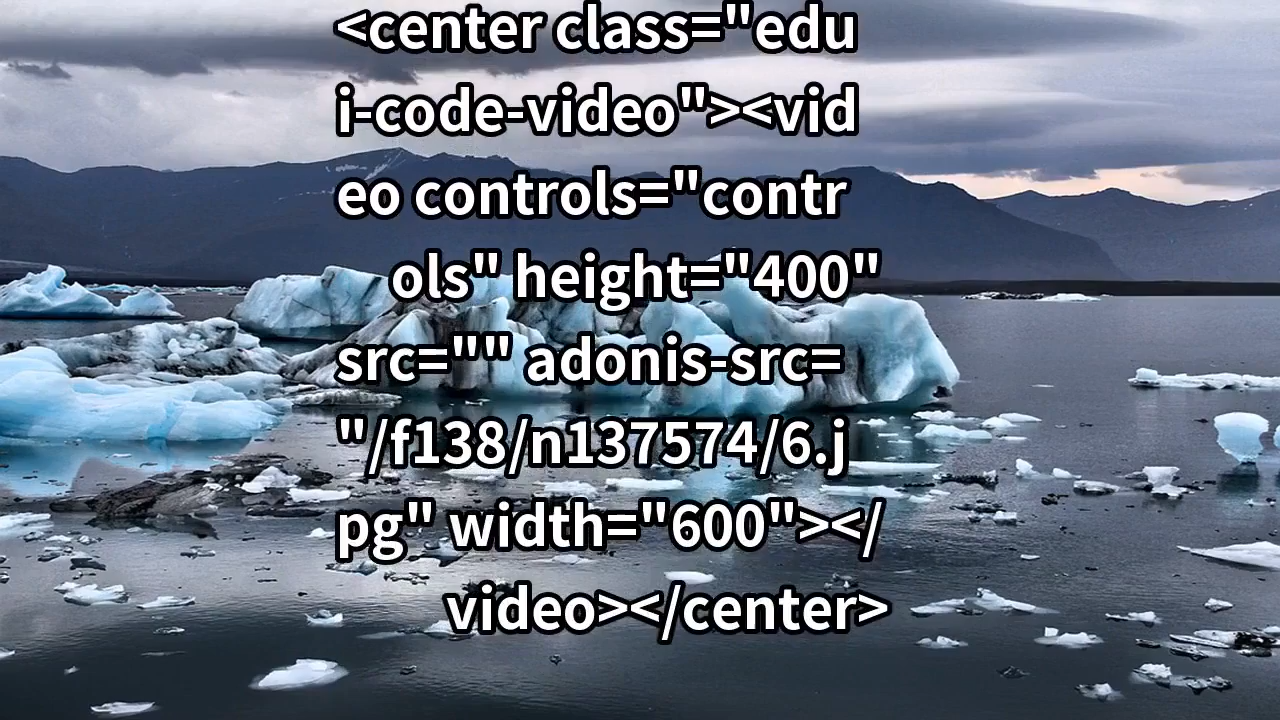 <center class="edu
i-code-video"><vid
eo controls="contr
ols" height="400"
src="" adonis-src=
"/f138/n137574/6.j
pg" width="600"></
video></center>